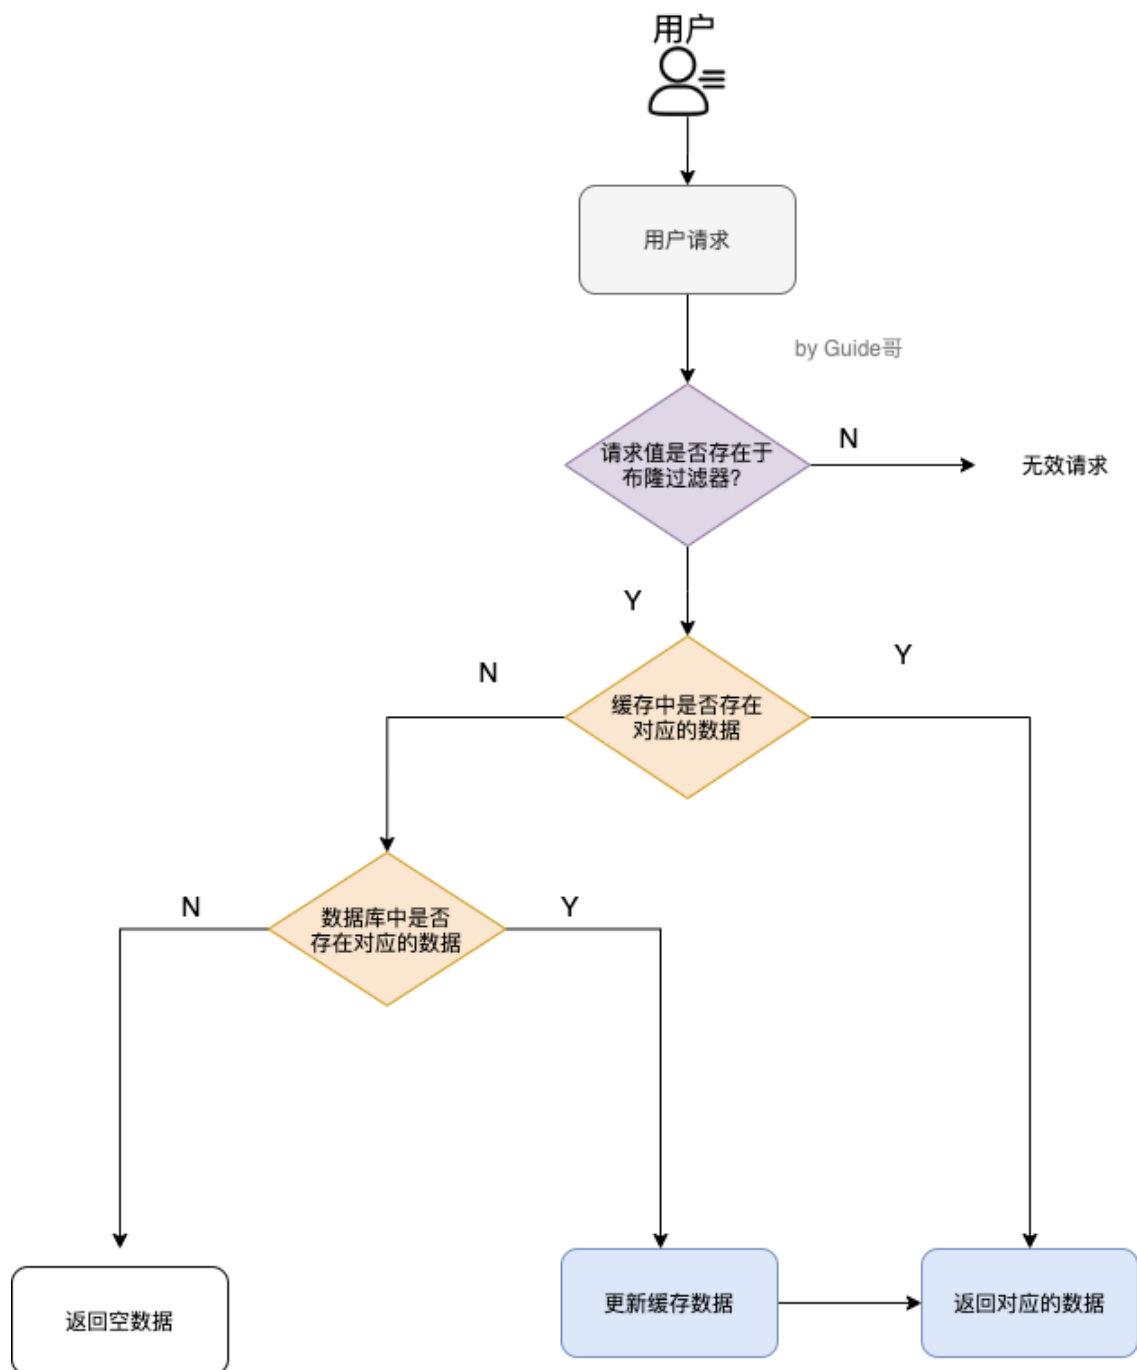 用户
用户请求
by Guide哥
请求值是否存在于
布隆过滤器?
N
无效请求
Y
N
Y
缓存中是否存在
对应的数据
N
Y
数据库中是否
存在对应的数据
返回空数据
更新缓存数据
返回对应的数据